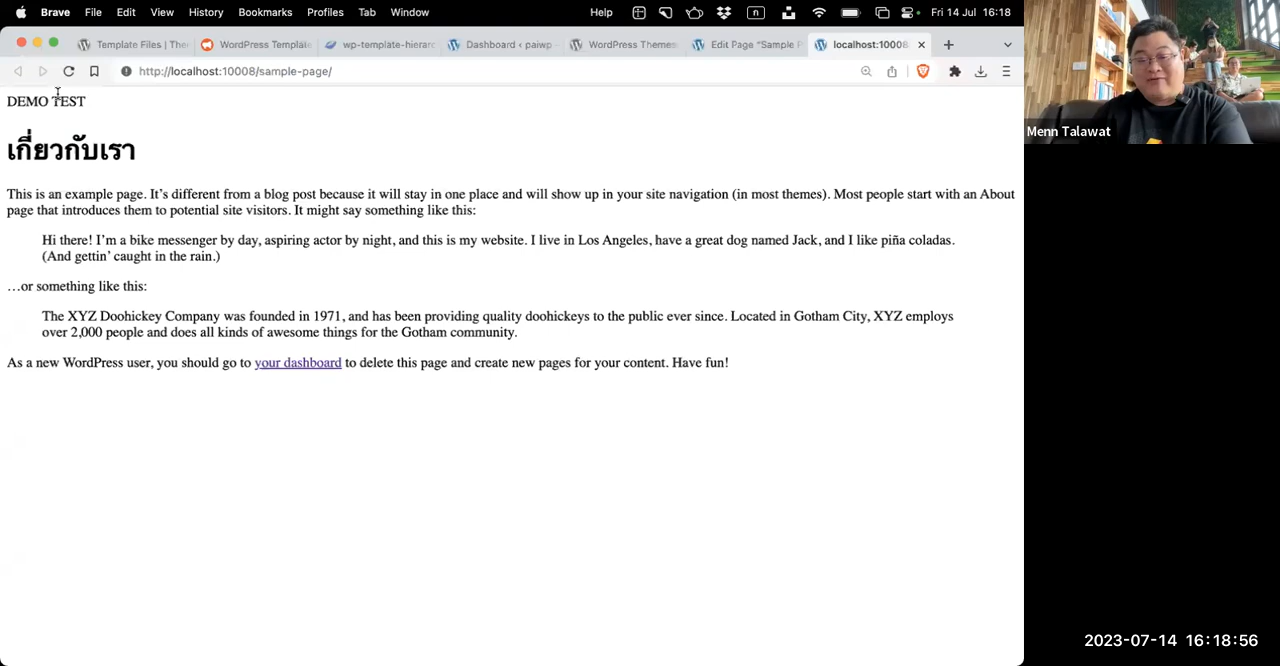 Brave File Edit View History Bookmarks Profiles Tab Window Help Fri 14 Jul 16:18
Template Files | The WordPress Template wp-template-hierarc Dashboard ‹ paiwp WordPress Themes Edit Page “Sample P localhost:10008
http://localhost:10008/sample-page/
DEMO TEST
เกี่ยวกับเรา
This is an example page. It’s different from a blog post because it will stay in one place and will show up in your site navigation (in most themes). Most people start with an About
page that introduces them to potential site visitors. It might say something like this:
Hi there! I’m a bike messenger by day, aspiring actor by night, and this is my website. I live in Los Angeles, have a great dog named Jack, and I like piña coladas.
(And gettin’ caught in the rain.)
…or something like this:
The XYZ Doohickey Company was founded in 1971, and has been providing quality doohickeys to the public ever since. Located in Gotham City, XYZ employs
over 2,000 people and does all kinds of awesome things for the Gotham community.
As a new WordPress user, you should go to your dashboard to delete this page and create new pages for your content. Have fun!
Menn Talawat
2023-07-14 16:18:56